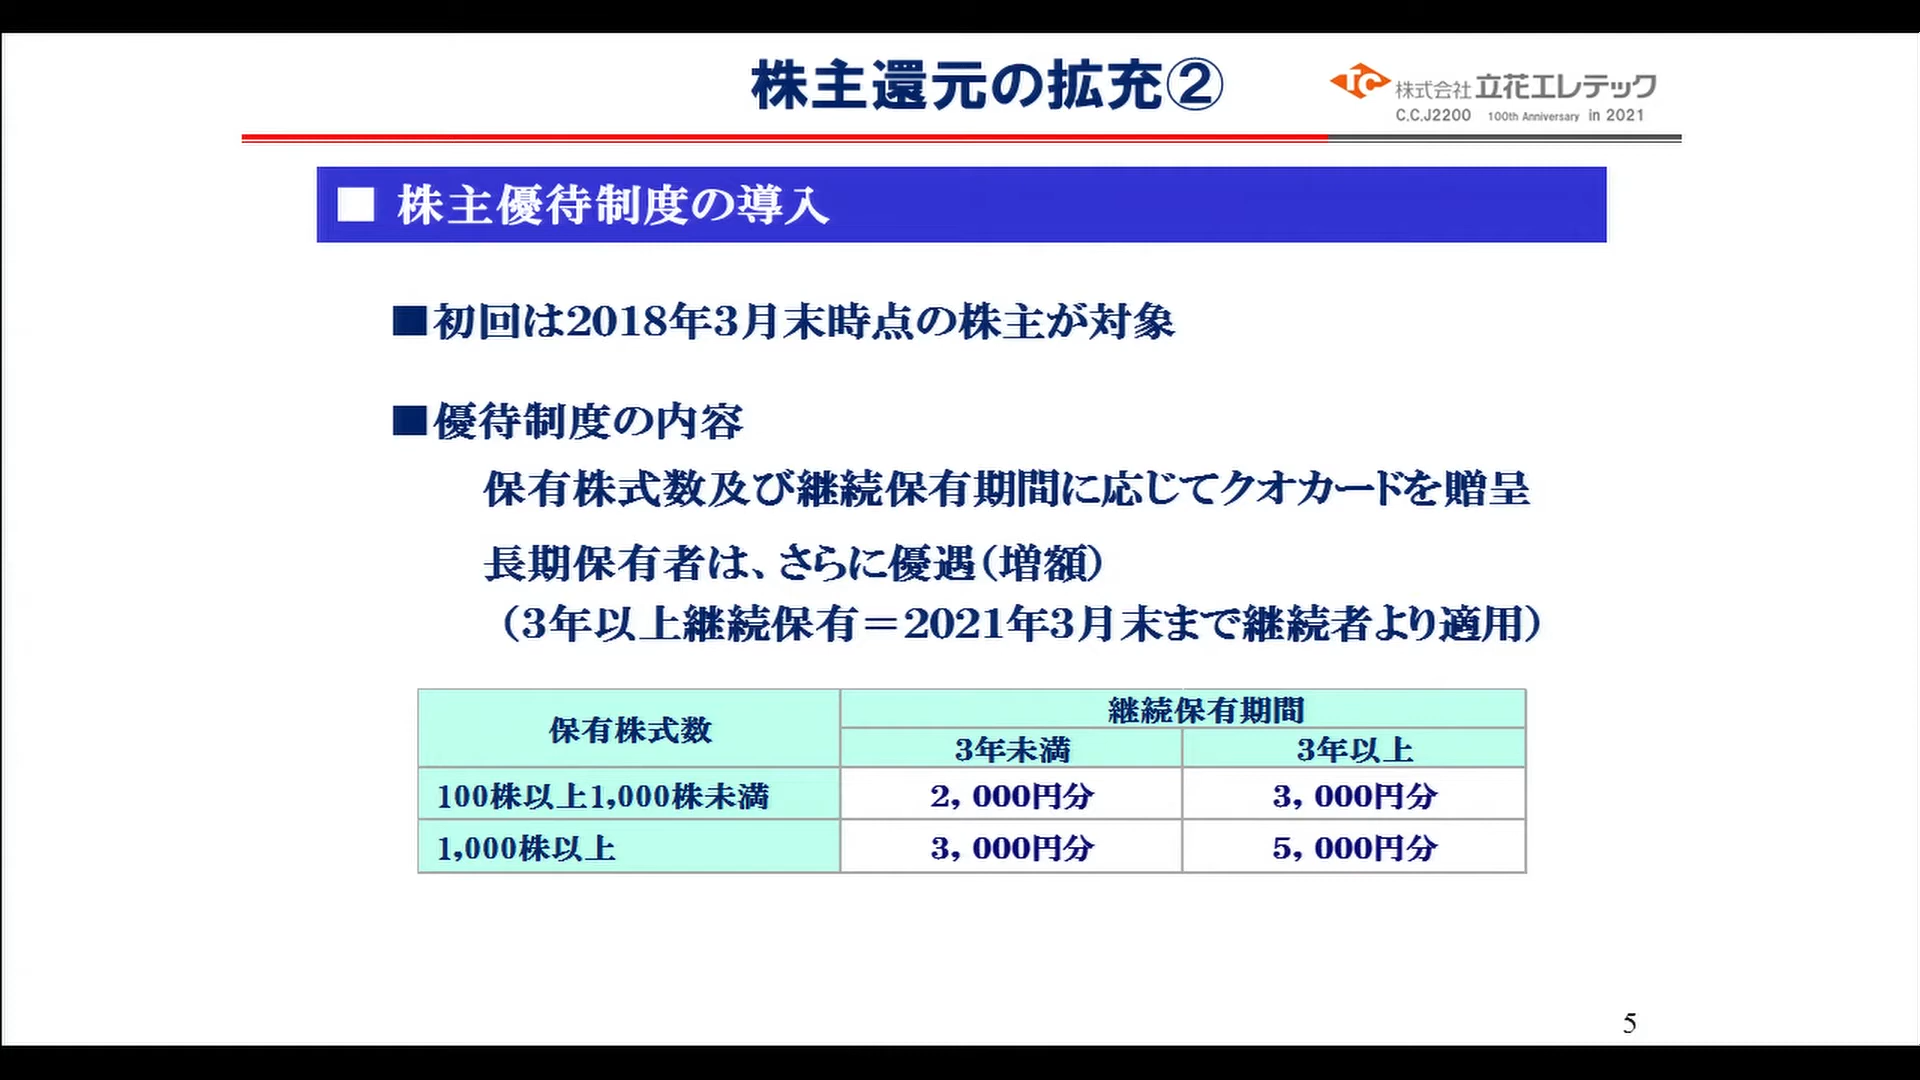 株主還元の拡充②
TC 株式会社 立花エレテック
C.C.J2200 100th Anniversary in 2021
■ 株主優待制度の導入
■初回は2018年3月末時点の株主が対象
■優待制度の内容
保有株式数及び継続保有期間に応じてクオカードを贈呈
長期保有者は、さらに優遇（増額）
（3年以上継続保有＝2021年3月末まで継続者より適用）
保有株式数 継続保有期間
3年未満 3年以上
100株以上1,000株未満 2，000円分 3，000円分
1,000株以上 3，000円分 5，000円分
5